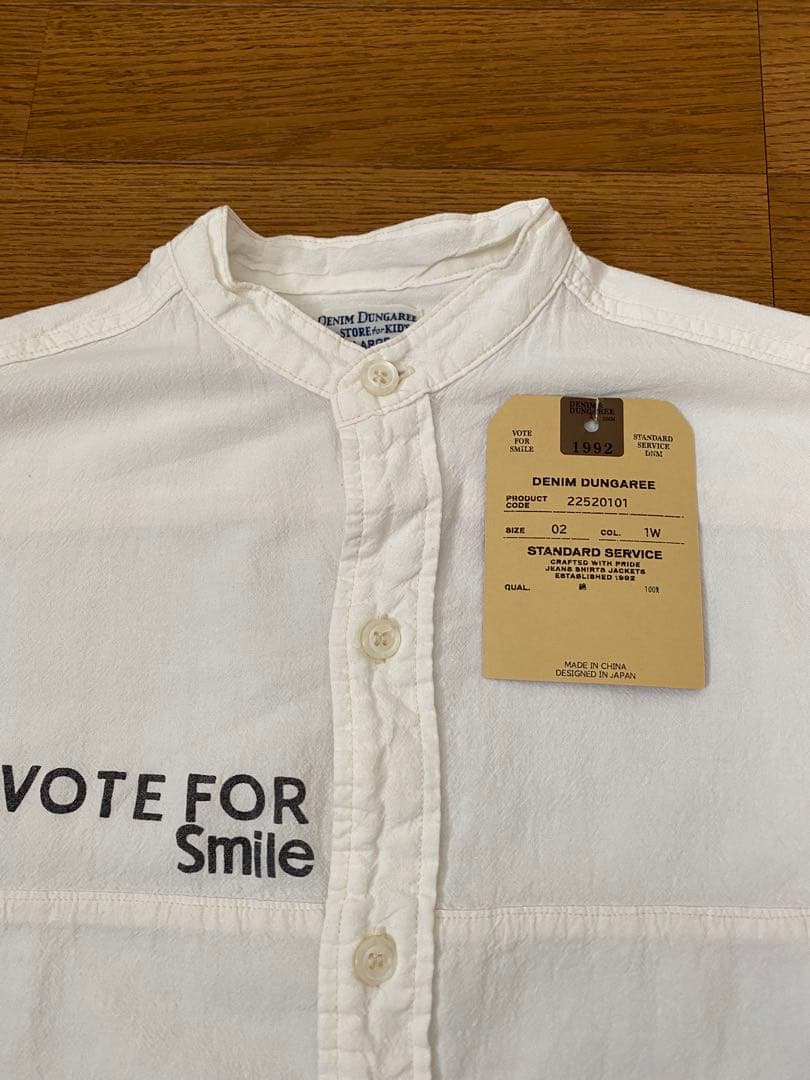 DENIM DUNGAREE
STORE for KID'
LARGE
DENIM &
DUNGAREE
1992
VOTE
FOR
SMiLE
STANDARD
SERVICE
DNM
DENIM DUNGAREE
PRODUCT CODE 22520101
SIZE 02 COL. 1W
STANDARD SERVICE
CRAFTED WITH PRIDE
JEANS SHIRTS JACKETS
ESTABLISHED 1992
QUAL. 綿 100%
MADE IN CHINA
DESIGNED IN JAPAN
VOTE FOR
Smile